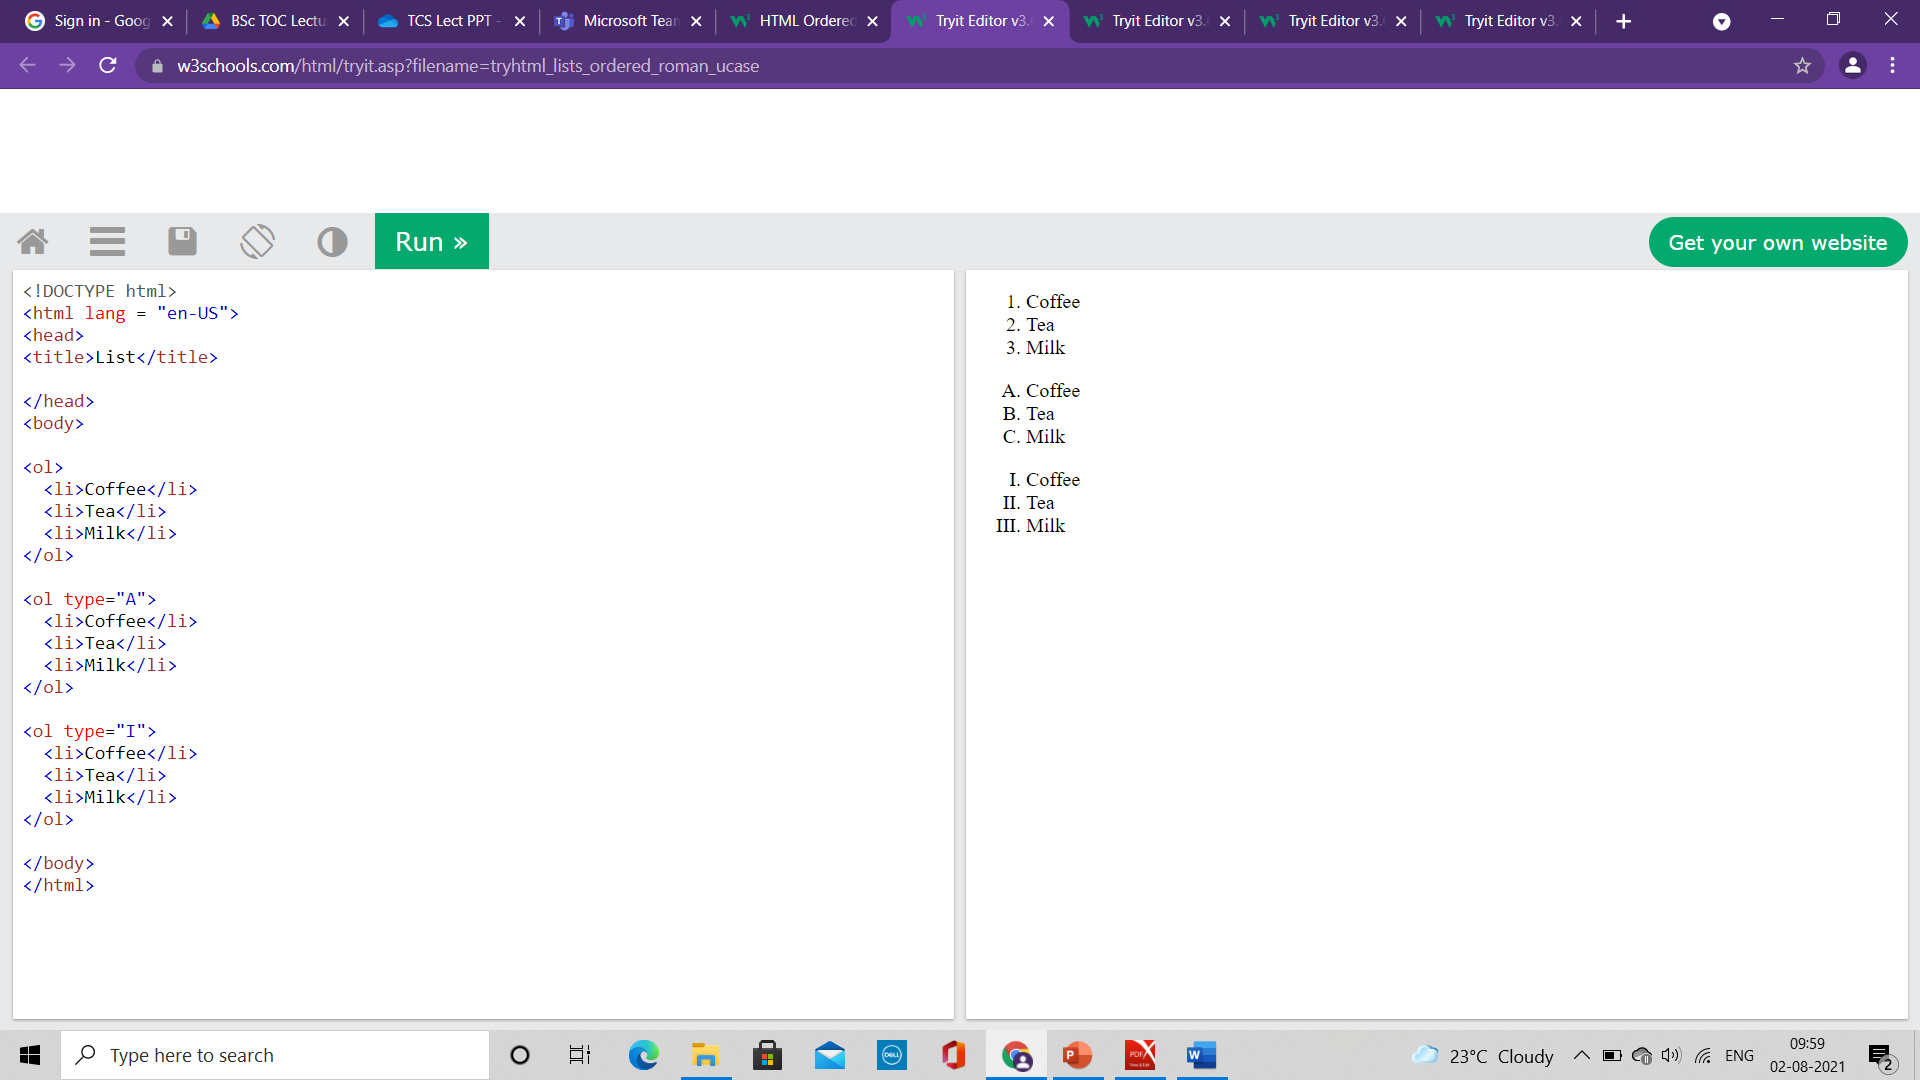 Sign in - Goog
BSc TOC Lectu
TCS Lect PPT -
Microsoft Team
HTML Ordered
Tryit Editor v3.
Tryit Editor v3.
Tryit Editor v3.
Tryit Editor v3.
w3schools.com/html/tryit.asp?filename=tryhtml_lists_ordered_roman_ucase
Run »
Get your own website
<!DOCTYPE html>
<html lang = "en-US">
<head>
<title>List</title>
</head>
<body>
<ol>
<li>Coffee</li>
<li>Tea</li>
<li>Milk</li>
</ol>
<ol type="A">
<li>Coffee</li>
<li>Tea</li>
<li>Milk</li>
</ol>
<ol type="I">
<li>Coffee</li>
<li>Tea</li>
<li>Milk</li>
</ol>
</body>
</html>
1. Coffee
2. Tea
3. Milk
A. Coffee
B. Tea
C. Milk
I. Coffee
II. Tea
III. Milk
Type here to search
DELL
P
PDF
W
23°C Cloudy
ENG
09:59
02-08-2021
2